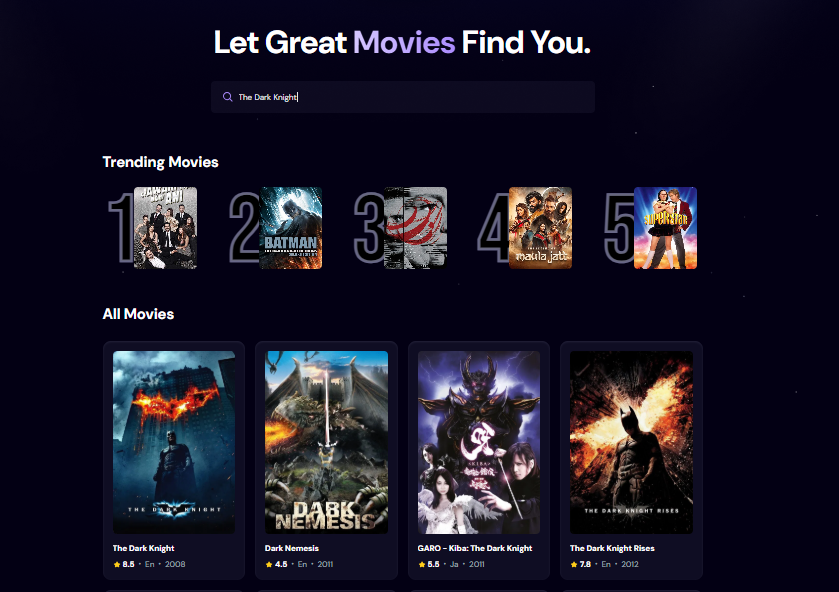 Let Great Movies Find You.
The Dark Knight
Trending Movies
1
2
3
4
5
BATMAN
maula jatt
All Movies
THE DARK KNIGHT
DARK
NEMESIS
KIBA
THE DARK KNIGHT RISES
The Dark Knight
Dark Nemesis
GARO - Kiba: The Dark Knight
The Dark Knight Rises
8.5 • En • 2008
4.5 • En • 2011
5.5 • Ja • 2011
7.8 • En • 2012